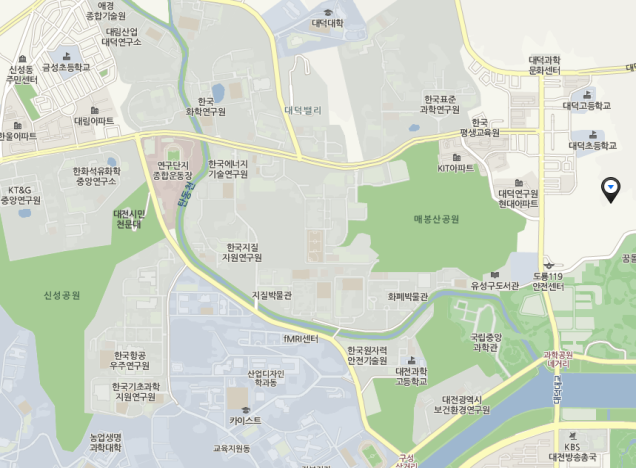 애경
종합기술원
대덕대학
대림산업
대덕연구소
신성동
주민센터
금성초등학교
대덕과학
문화센터
한국
화학연구원
대덕밸리
한국표준
과학연구원
대덕고등학교
한울아파트
대림아파트
한국
평생교육원
대덕초등학교
한화석유화학
중앙연구소
연구단지
종합운동장
한국에너지
기술연구원
KIT아파트
KT&G
중앙연구원
탄동천
대덕연구원
현대아파트
대전시민
천문대
매봉산공원
한국지질
지원연구원
도룡119
안전센터
유성구도서관
신성공원
지질박물관
화폐박물관
국립중앙
과학관
fMRI센터
한국원자력
안전기술원
과학공원
네거리
한국항공
우주연구원
대전과학
고등학교
산업디자인
학과동
한국기초과학
지원연구원
대덕대교
대전광역시
보건환경연구원
카이스트
농업생명
과학대학
교육지원동
KBS
대전방송총국
구성
삼거리